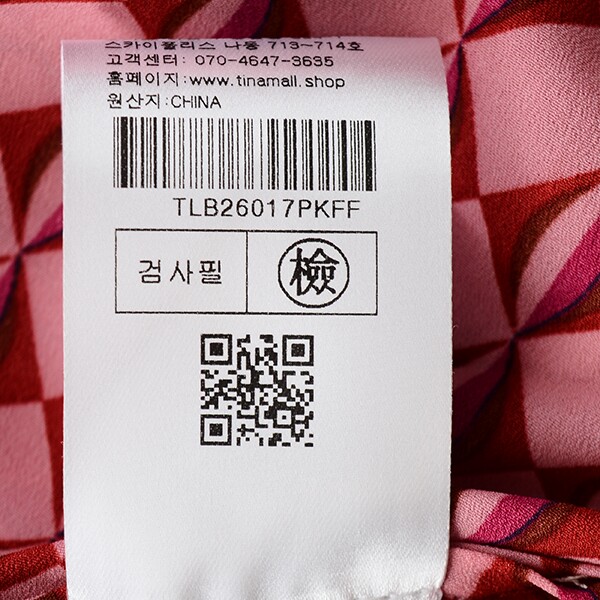 스카이폴리스 나동 713~714호
고객센터: 070-4647-3635
홈페이지:www.tinamall.shop
원산지:CHINA
TLB26017PKFF
검사필 檢